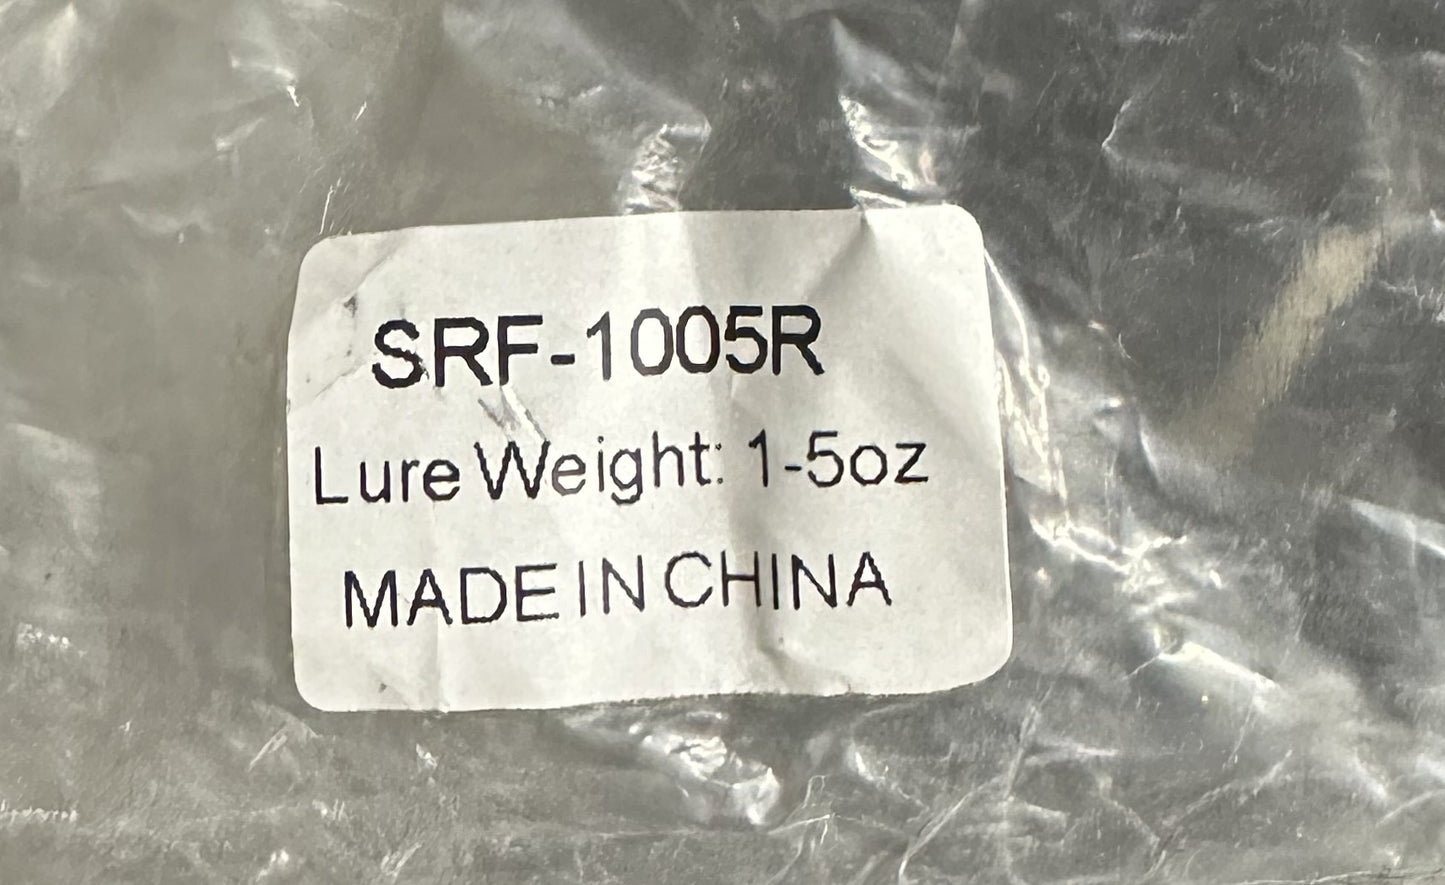 SRF-1005R
Lure Weight: 1-5oz
MADE IN CHINA